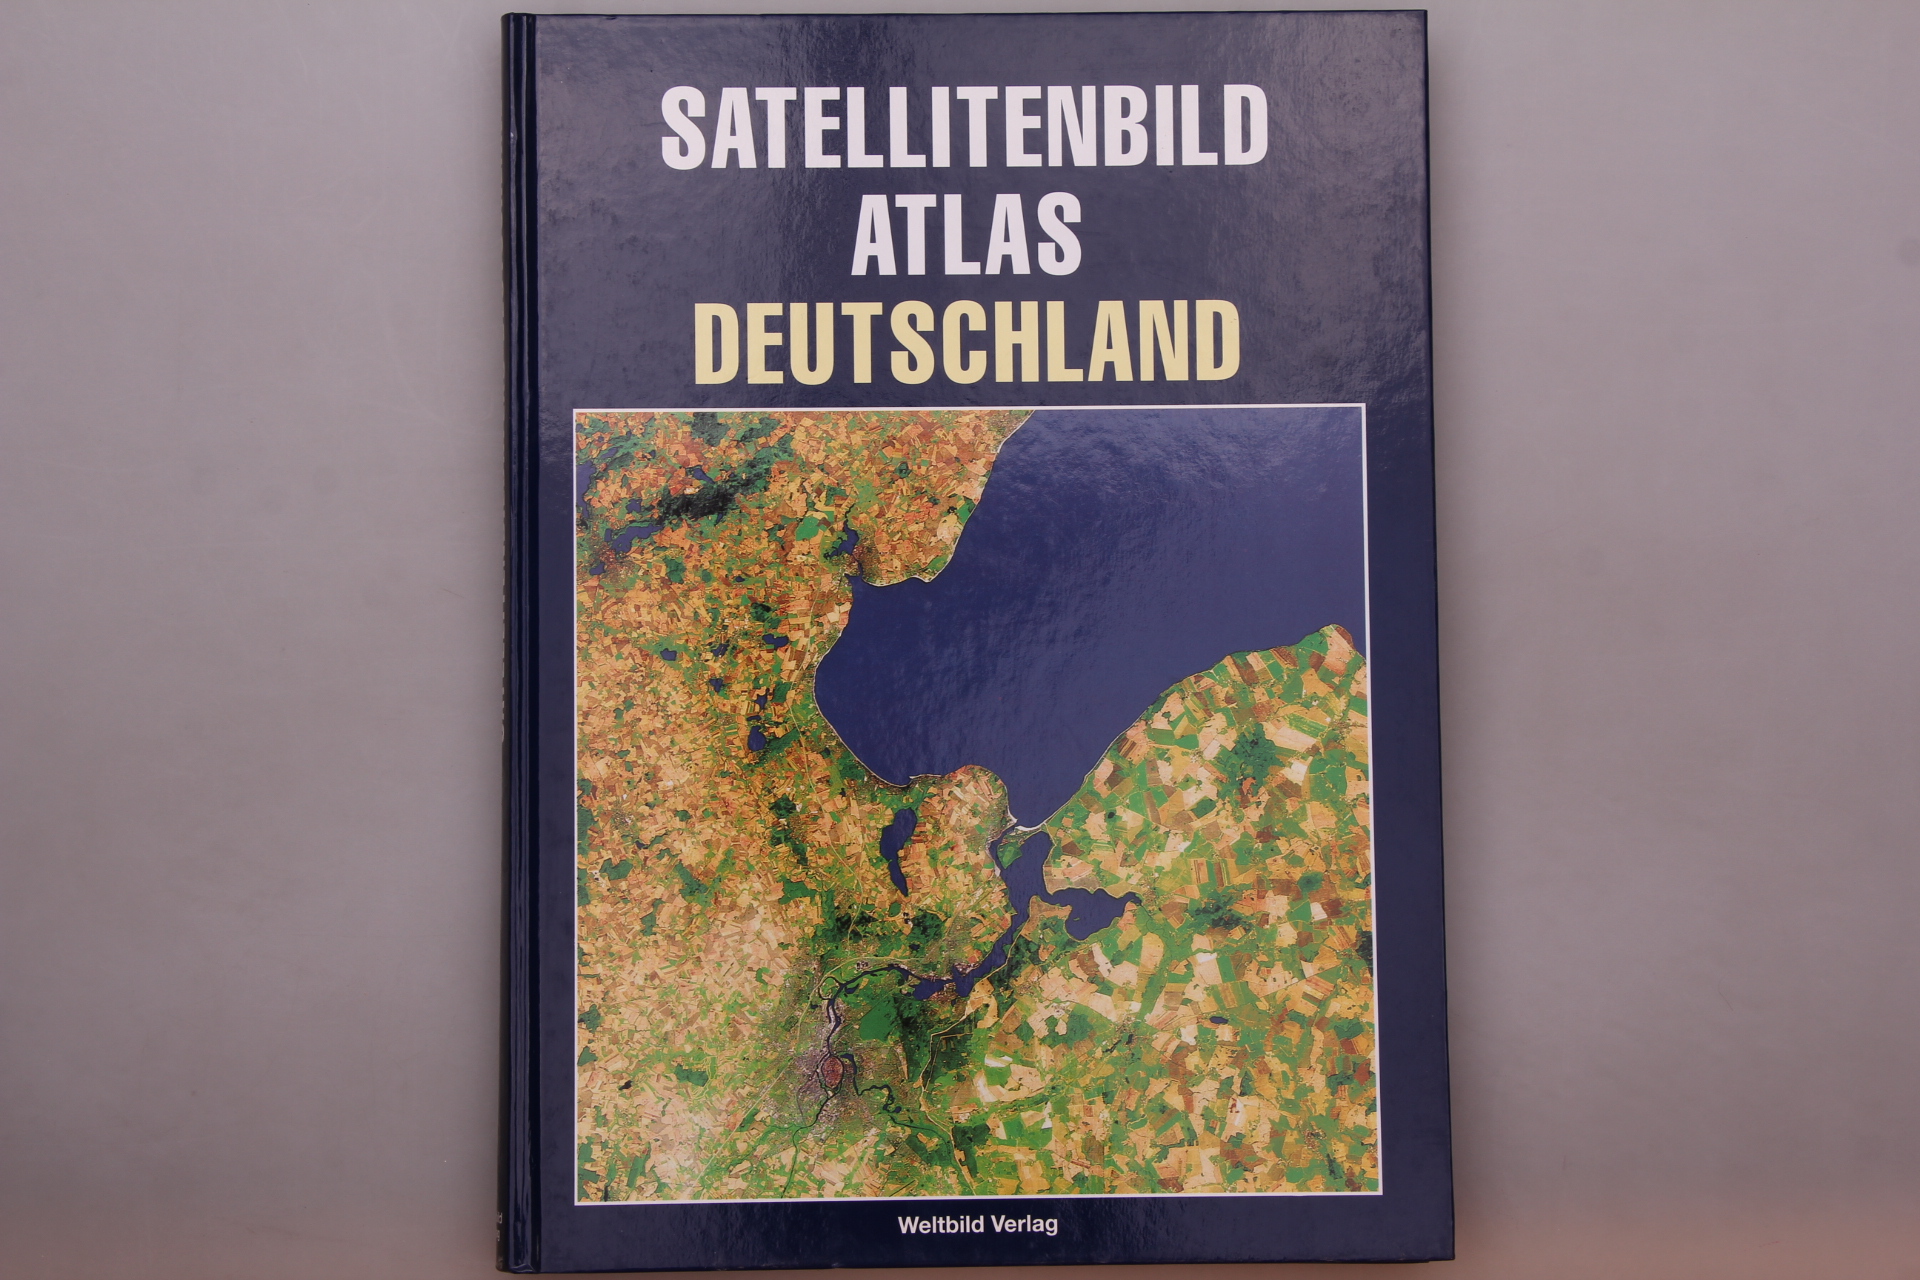 SATELLITENBILD
ATLAS
DEUTSCHLAND
Weltbild Verlag